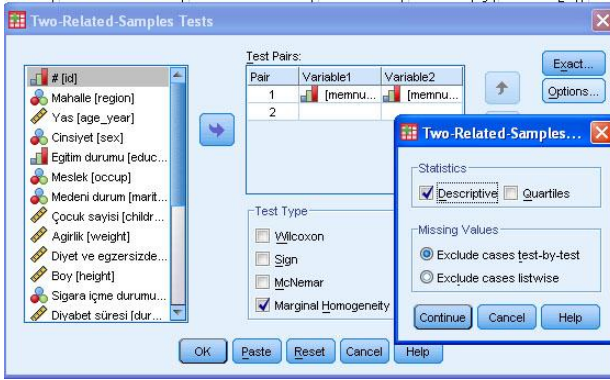 Two-Related-Samples Tests
# [id]
Mahalle [region]
Yas [age_year]
Cinsiyet [sex]
Egitim durumu [educ...
Meslek [occup]
Medeni durum [marit...
Çocuk sayisi [childr...
Agirlik [weight]
Diyet ve egzersizde...
Boy [height]
Sigara içme durumu...
Diyabet süresi [dur...
Test Pairs:
Pair Variable1 Variable2
1 [memnu... [memnu...
2
Exact...
Options...
Test Type
Wilcoxon
Sign
McNemar
Marginal Homogeneity
OK Paste Reset Cancel Help
Two-Related-Samples...
Statistics
Descriptive Quartiles
Missing Values
Exclude cases test-by-test
Exclude cases listwise
Continue Cancel Help